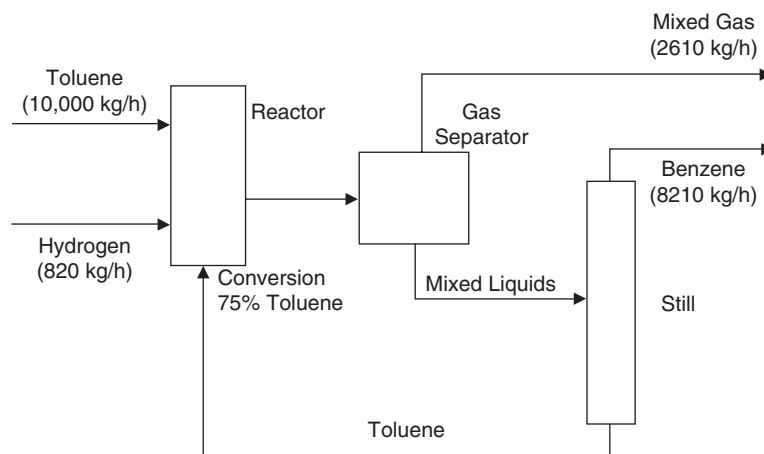 Mixed Gas
(2610 kg/h)
Toluene
(10,000 kg/h)
Reactor
Gas
Separator
Benzene
(8210 kg/h)
Hydrogen
(820 kg/h)
Conversion
75% Toluene
Mixed Liquids
Still
Toluene